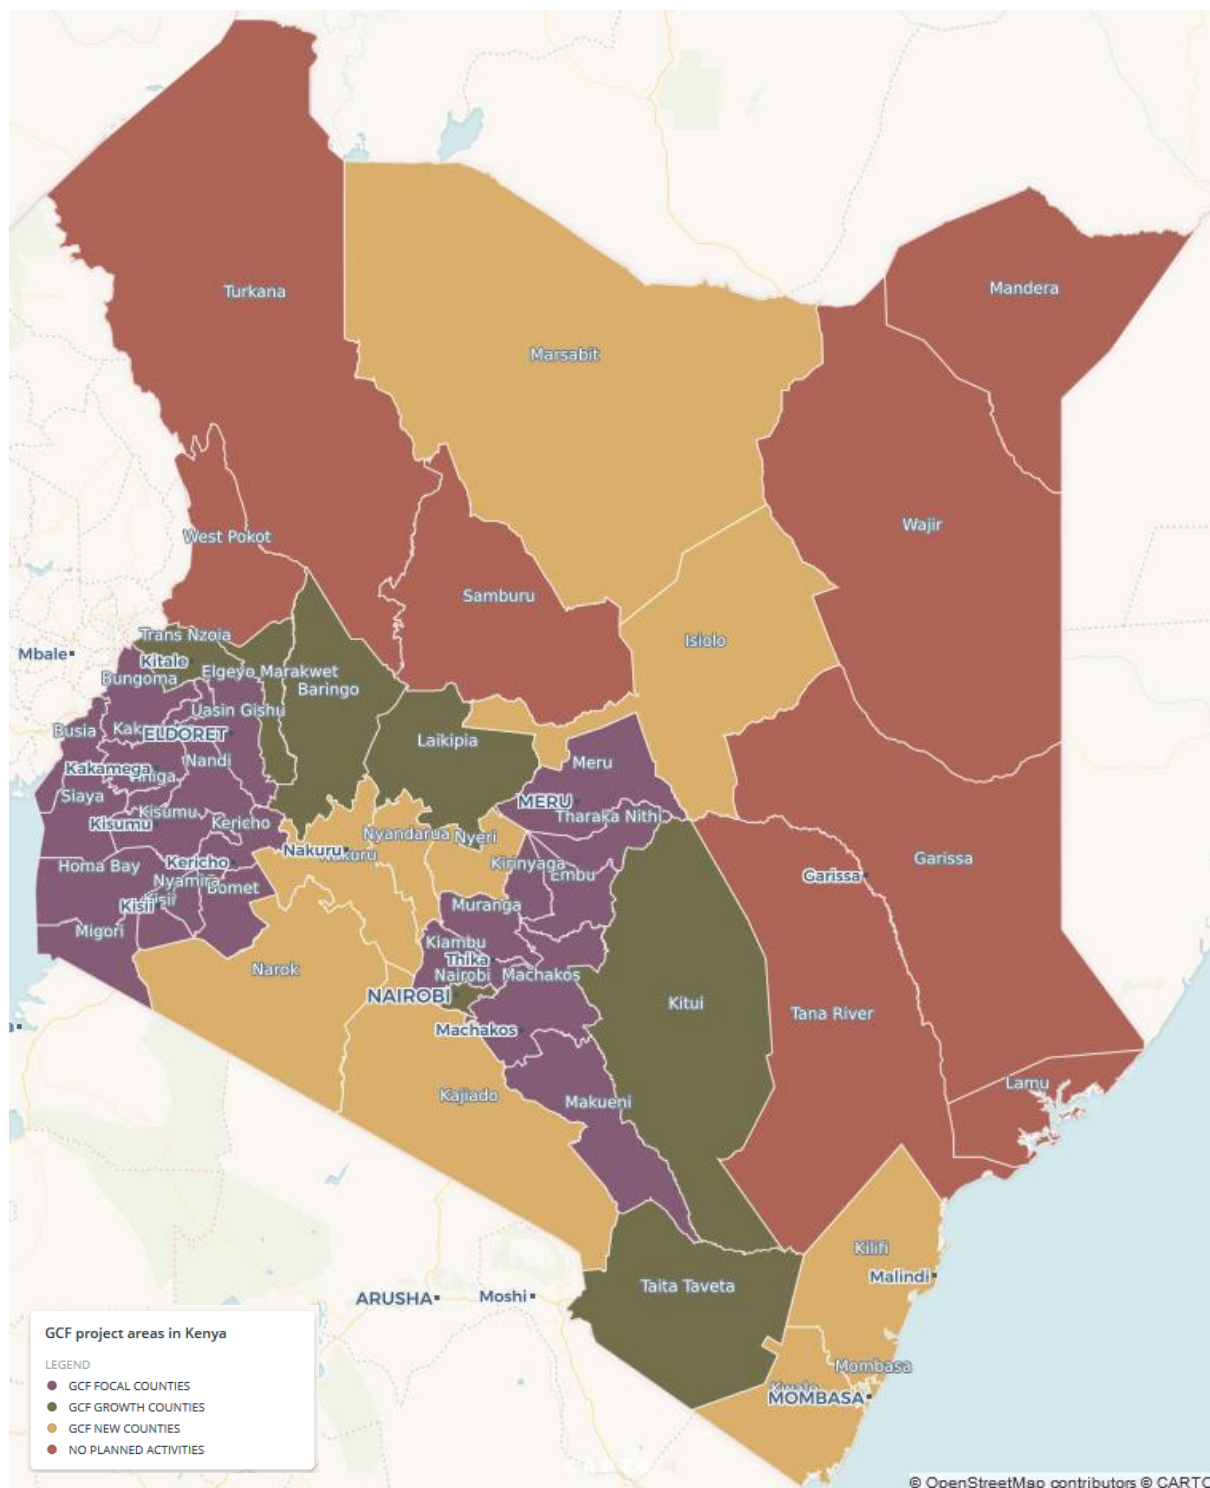 Turkana
Mandera
Marsabit
Wajir
West Pokot
Samburu
Isiolo
Trans Nzoia
Mbale
Kitale
Elgeyo Marakwet
Bungoma
Baringo
Uasin Gishu
Busia
ELDORET
Laikipia
Nandi
Meru
Kakamega
Siaya
MERU
Kisumu
Tharaka Nithi
Kisumu
Kericho
Nyandarua
Nyeri
Nakuru
Garissa
Homa Bay
Kericho
Kirinyaga
Embu
Garissa
Nyamira
Bomet
Kisii
Muranga
Migori
Kiambu
Thika
Narok
Nairobi
Machakos
NAIROBI
Kitui
Tana River
Machakos
Lamu
Kajiado
Makueni
Kilifi
Malindi
Taita Taveta
ARUSHA
Moshi
Mombasa
MOMBASA
GCF project areas in Kenya
LEGEND
GCF FOCAL COUNTIES
GCF GROWTH COUNTIES
GCF NEW COUNTIES
NO PLANNED ACTIVITIES
© OpenStreetMap contributors © CARTO